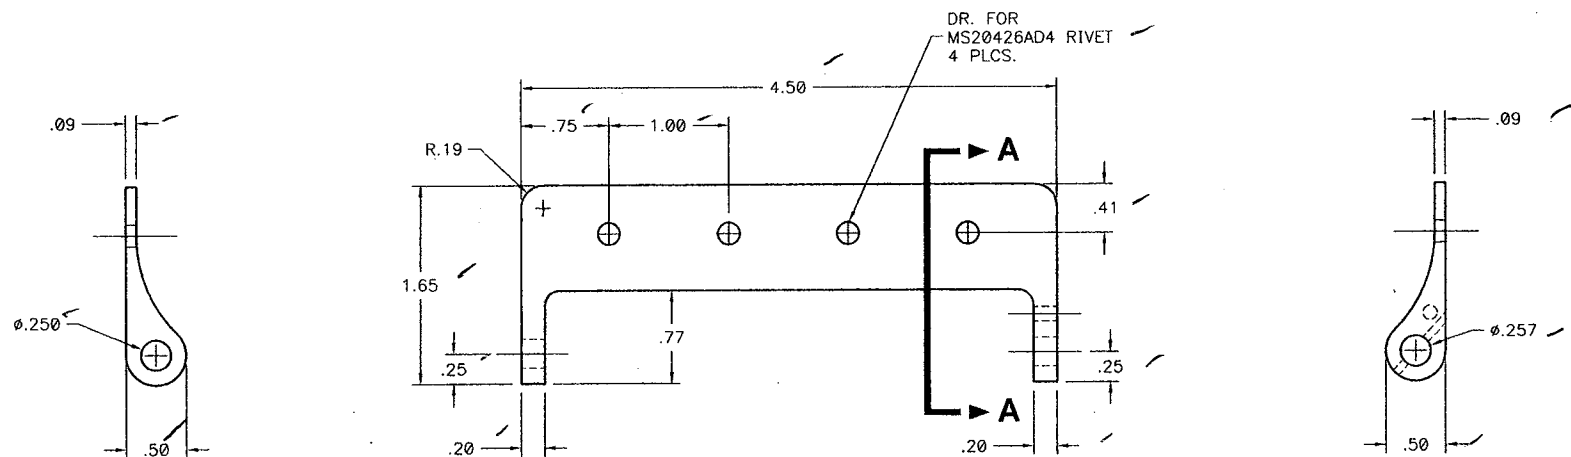 DR. FOR
MS20426AD4 RIVET
4 PLCS.
4.50
.09
.75
1.00
.09
A
R.19
.41
1.65
ø.250
.77
ø.257
.25
.25
A
.50
.20
.20
.50